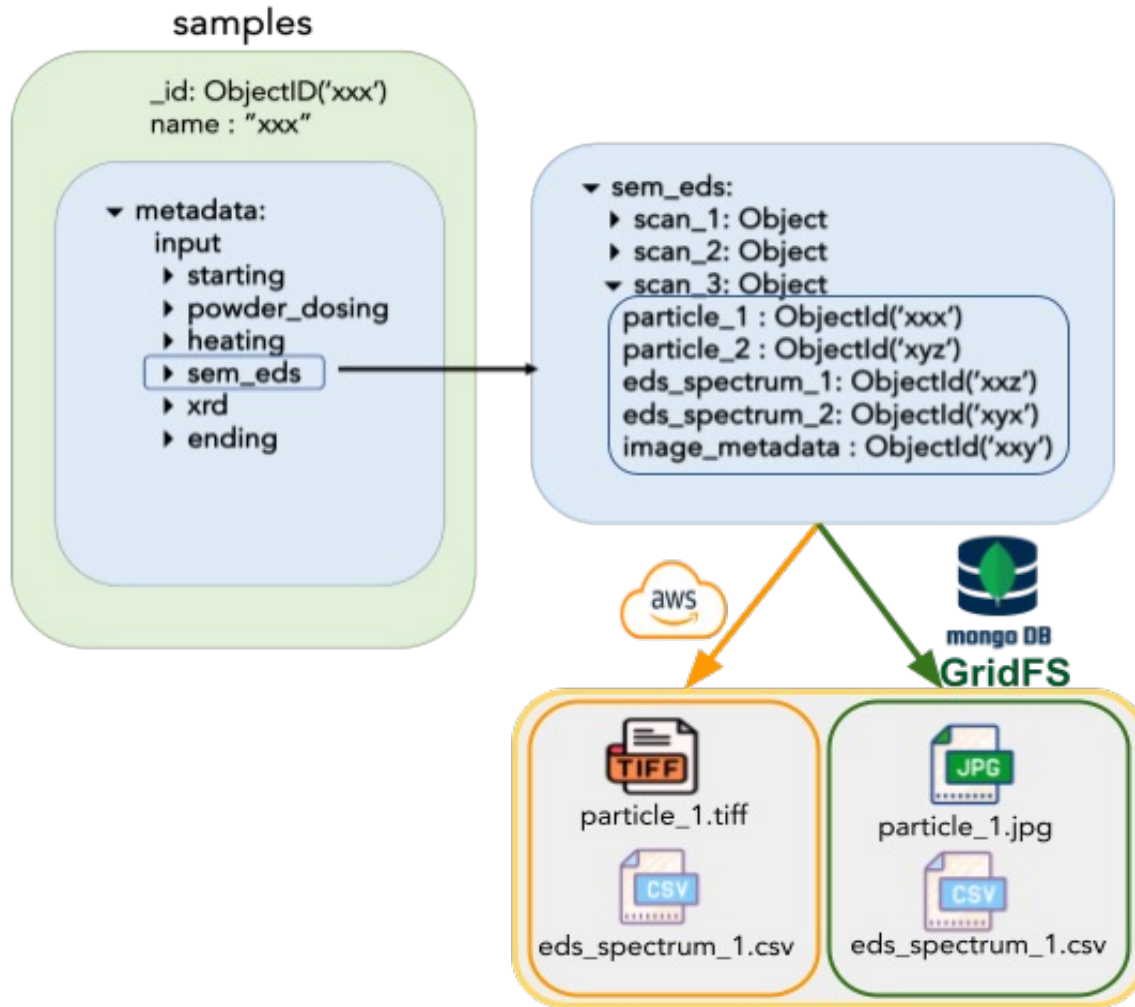 samples
_id: ObjectID(‘xxx’)
name : “xxx”
metadata:
input
starting
powder_dosing
heating
sem_eds
xrd
ending
sem_eds:
scan_1: Object
scan_2: Object
scan_3: Object
particle_1 : ObjectId(‘xxx’)
particle_2 : ObjectId(‘xyz’)
eds_spectrum_1: ObjectId(‘xxz’)
eds_spectrum_2: ObjectId(‘xyx’)
image_metadata : ObjectId(‘xxy’)
aws
mongo DB
GridFS
TIFF
particle_1.tiff
CSV
eds_spectrum_1.csv
JPG
particle_1.jpg
CSV
eds_spectrum_1.csv